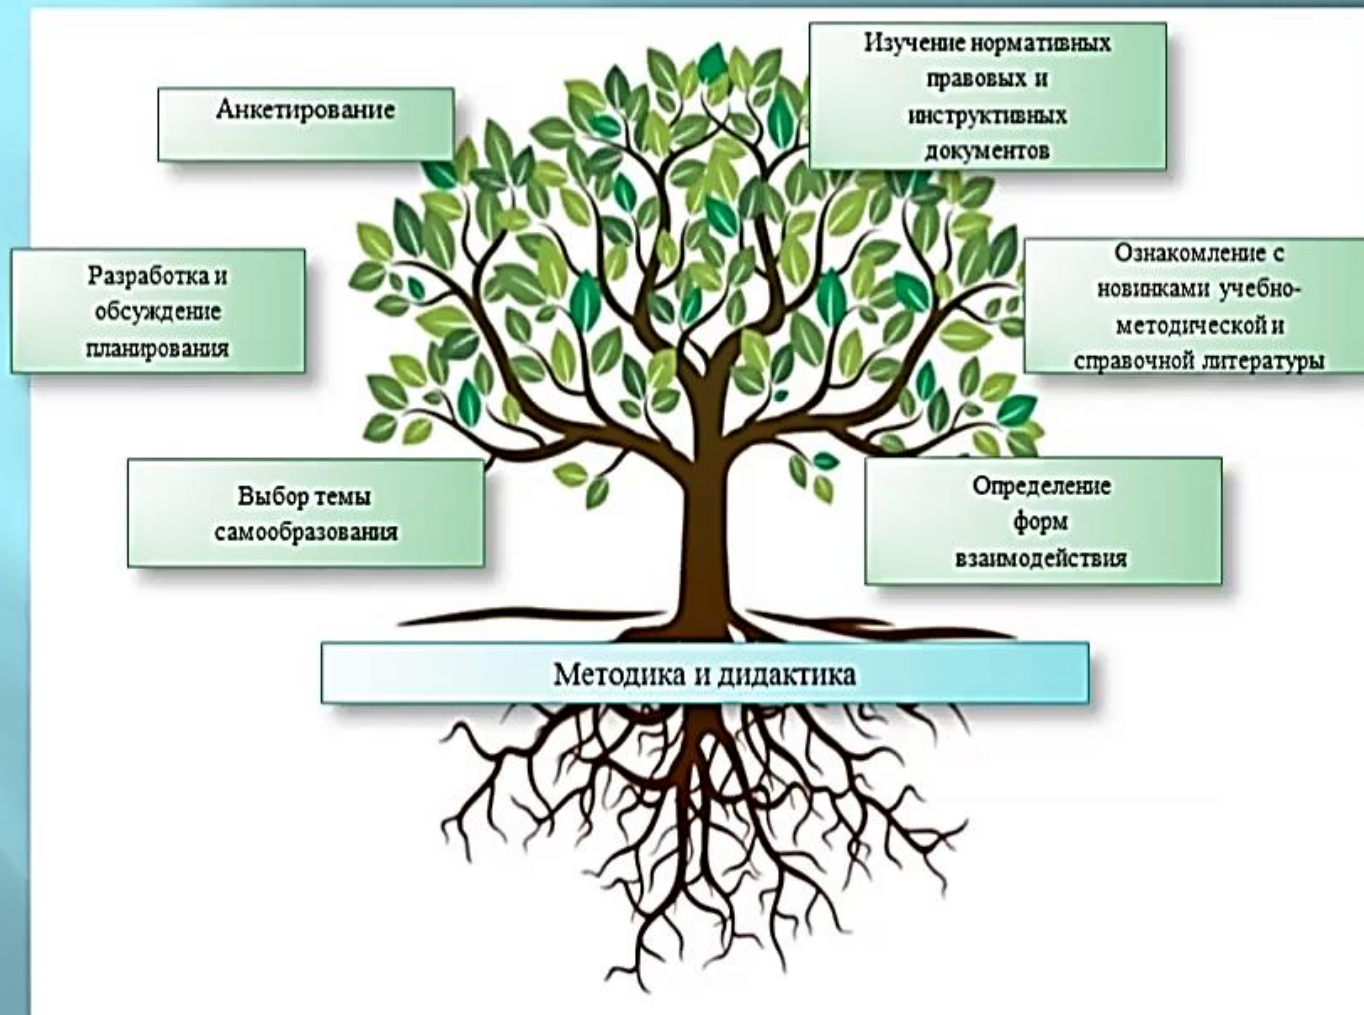 Анкетирование
Изучение нормативных
правовых и
инструктивных
документов
Разработка и
обсуждение
планирования
Ознакомление с
новинками учебно-
методической и
справочной литературы
Выбор темы
самообразования
Определение
форм
взаимодействия
Методика и дидактика